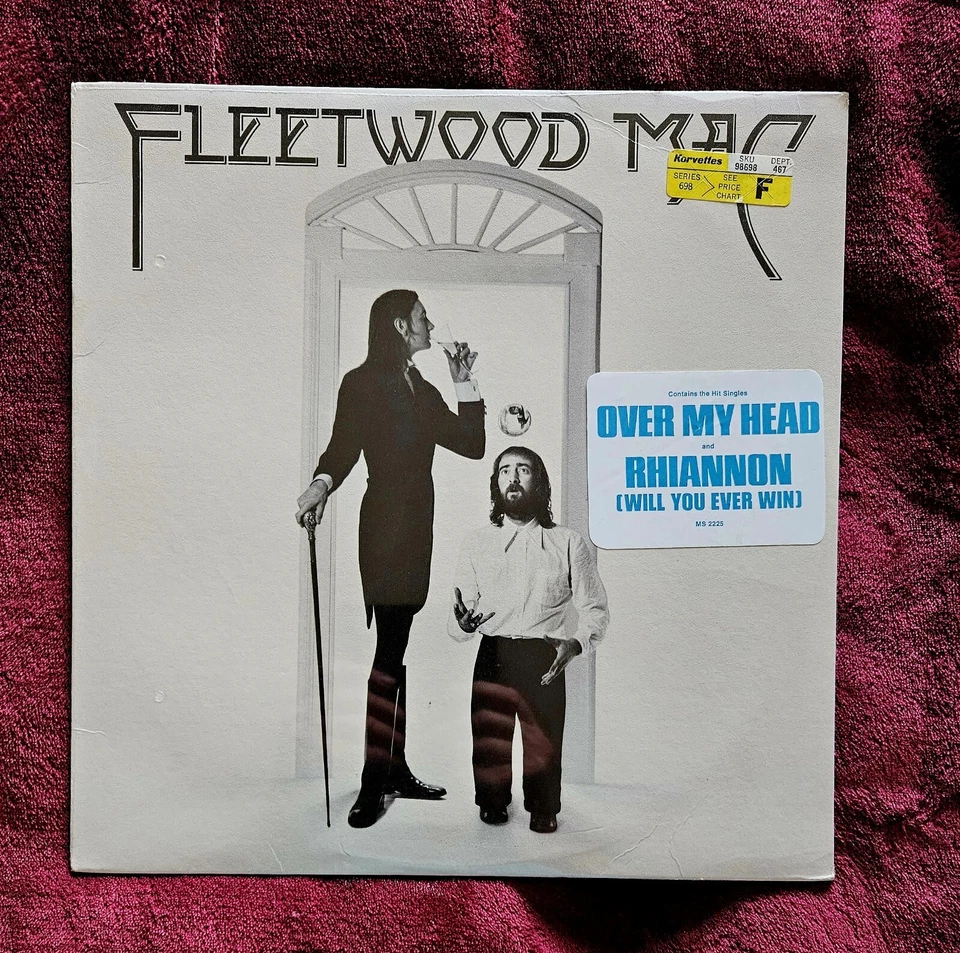 FLEETWOOD MAC
Korvettes SKU DEPT.
98698 467
SERIES SEE F
698 PRICE
CHART
Contains the Hit Singles
OVER MY HEAD
and
RHIANNON
(WILL YOU EVER WIN)
MS 2225